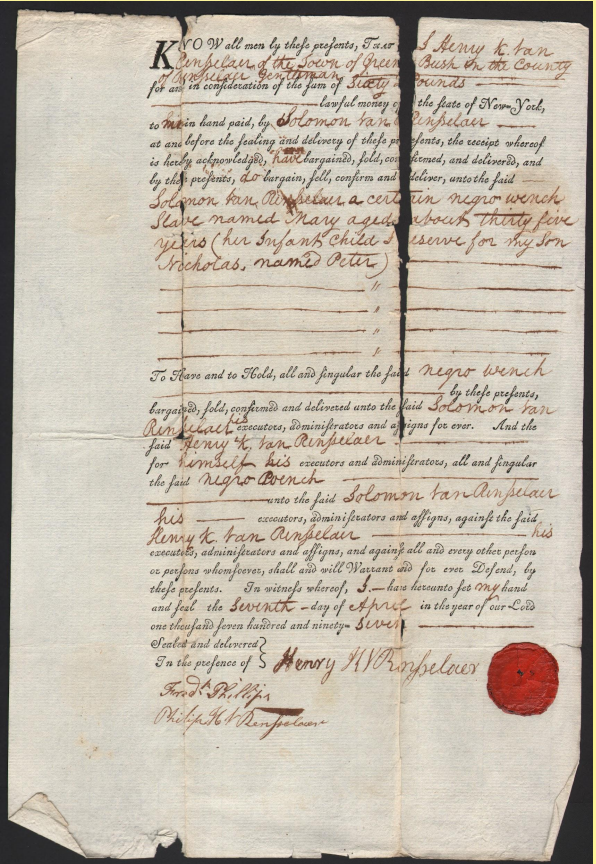 KNOW all men by these presents, THAT I Henry K. Van
Renſselaer of the Town of Green Bush in the County
of Renſselaer Gentleman
for and in consideration of the sum of Sixty Pounds
lawful money of the state of New-York,
to me in hand paid, by Solomon Van Renſselaer
at and before the sealing and delivery of these presents, the receipt whereof
is hereby acknowledged, have bargained, sold, confirmed, and delivered, and
by these presents, do bargain, sell, confirm and deliver, unto the said
Solomon Van Renſselaer a certain negro wench
Slave named Mary aged about thirty five
years (her Infant Child I reserve for my Son
Nicholas, named Peter)
"
"
"
"
To Have and to Hold, all and singular the said negro wench
by these presents,
bargained, sold, confirmed and delivered unto the said Solomon Van
Renſselaer his executors, administrators and assigns for ever. And the
said Henry K. Van Renſselaer
for himself his executors and administrators, all and singular
the said negro Wench
unto the said Solomon Van Renſselaer
his executors, administrators and assigns, against the said
Henry K. Van Renſselaer his
executors, administrators and assigns, and against all and every other person
or persons whomsoever, shall and will Warrant and for ever Defend, by
these presents. In witness whereof, I have hereunto set my hand
and seal the Seventh day of April in the year of our Lord
one thousand seven hundred and ninety- Seven
Sealed and delivered }
In the presence of Henry K V Renſselaer
Fredk Phillips
Philip H V Renſselaer